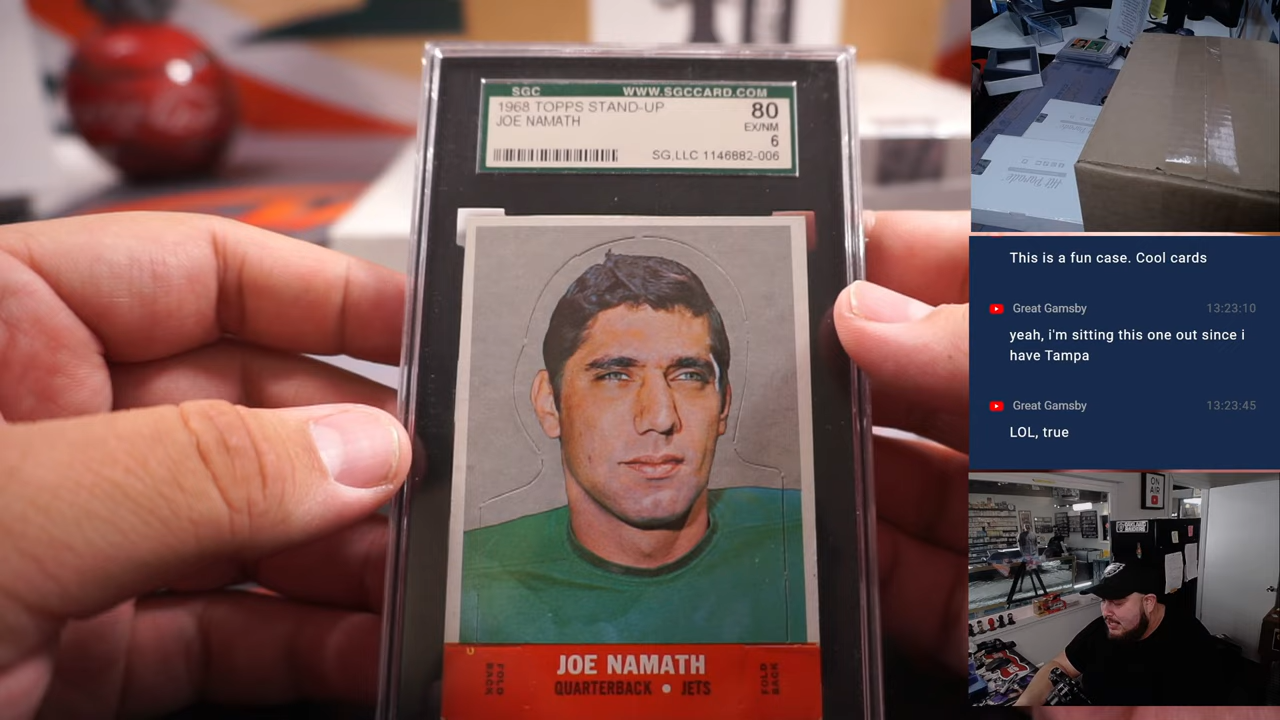 SGC WWW.SGCCARD.COM
1968 TOPPS STAND-UP 80
JOE NAMATH EX/NM
6
SG,LLC 1146882-006
JOE NAMATH
QUARTERBACK • JETS
FOLD BACK
FOLD BACK
This is a fun case. Cool cards
Great Gamsby 13:23:10
yeah, i'm sitting this one out since i
have Tampa
Great Gamsby 13:23:45
LOL, true
ON
AIR